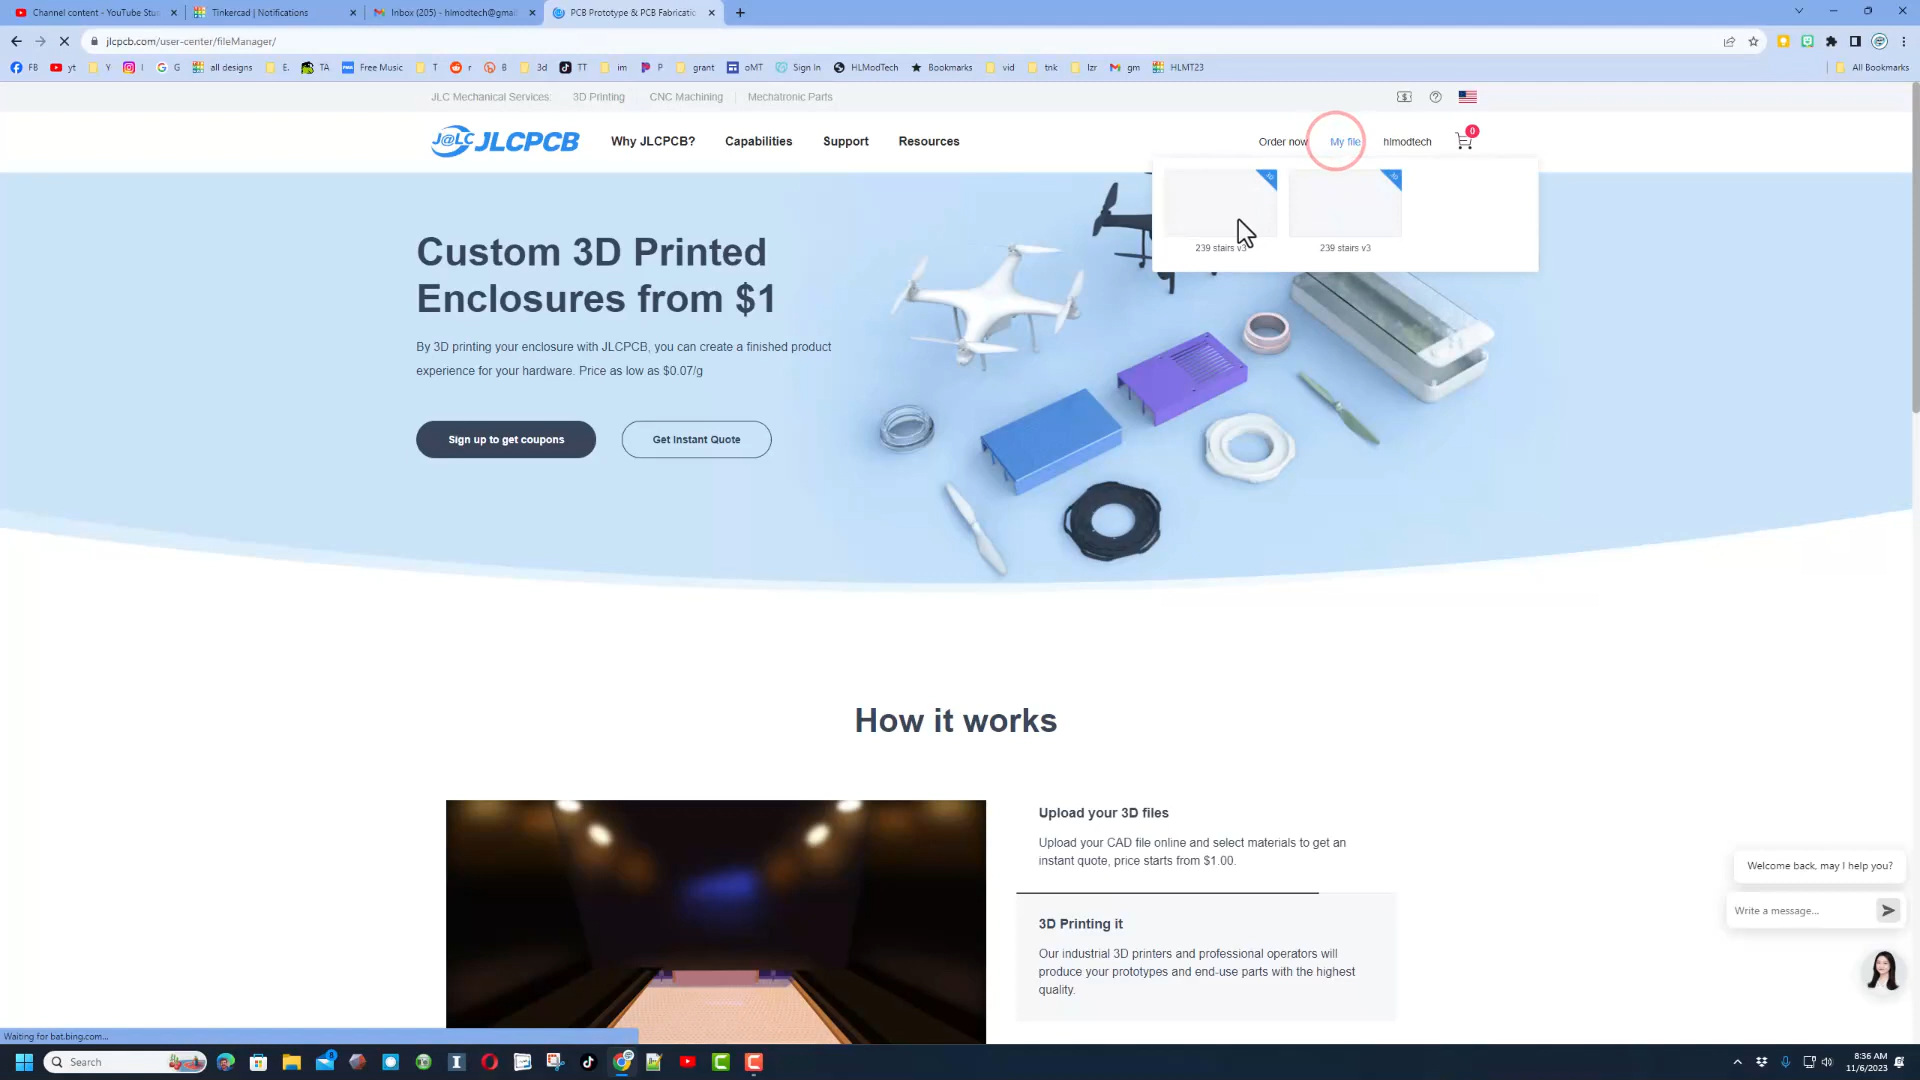 Channel content - YouTube Stu
Tinkercad | Notifications
Inbox (205) - hlmodtech@gmai
PCB Prototype & PCB Fabricatio
jlcpcb.com/user-center/fileManager/
FB yt Y I G all designs E. TA Free Music T r B 3d TT im P grant oMT Sign In HLModTech Bookmarks vid tnk lzr gm HLMT23 All Bookmarks
JLC Mechanical Services: 3D Printing CNC Machining Mechatronic Parts
J@LC JLCPCB Why JLCPCB? Capabilities Support Resources Order now My file hlmodtech 0
239 stairs v3 239 stairs v3
Custom 3D Printed
Enclosures from $1
By 3D printing your enclosure with JLCPCB, you can create a finished product
experience for your hardware. Price as low as $0.07/g
Sign up to get coupons Get Instant Quote
How it works
Upload your 3D files
Upload your CAD file online and select materials to get an
instant quote, price starts from $1.00.
3D Printing it
Our industrial 3D printers and professional operators will
produce your prototypes and end-use parts with the highest
quality.
Welcome back, may I help you?
Write a message...
Waiting for bat.bing.com...
Search
8:36 AM
11/6/2023